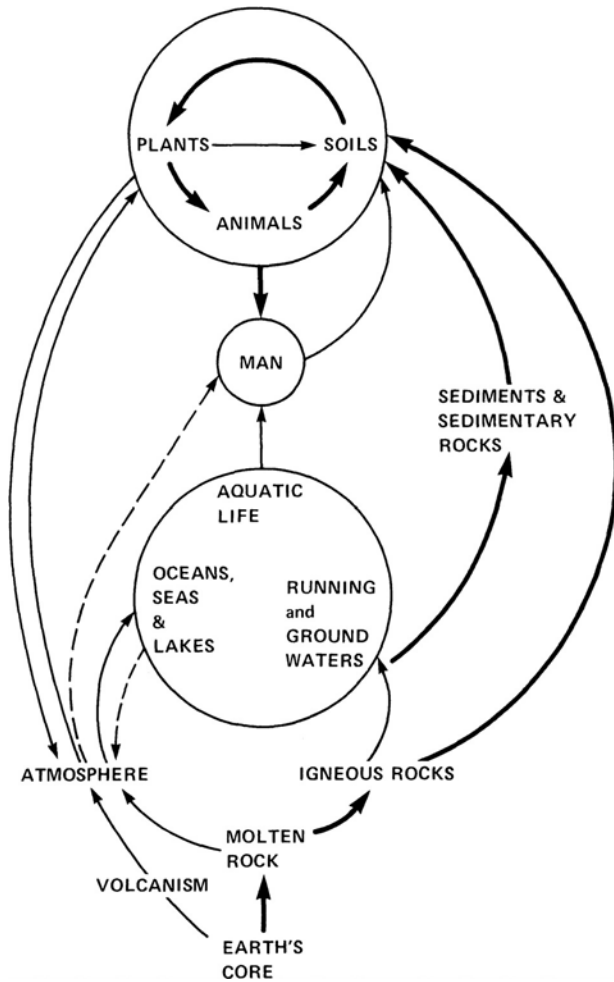 PLANTS
SOILS
ANIMALS
MAN
SEDIMENTS &
SEDIMENTARY
ROCKS
AQUATIC
LIFE
OCEANS,
SEAS
&
LAKES
RUNNING
and
GROUND
WATERS
ATMOSPHERE
IGNEOUS ROCKS
MOLTEN
ROCK
VOLCANISM
EARTH'S
CORE